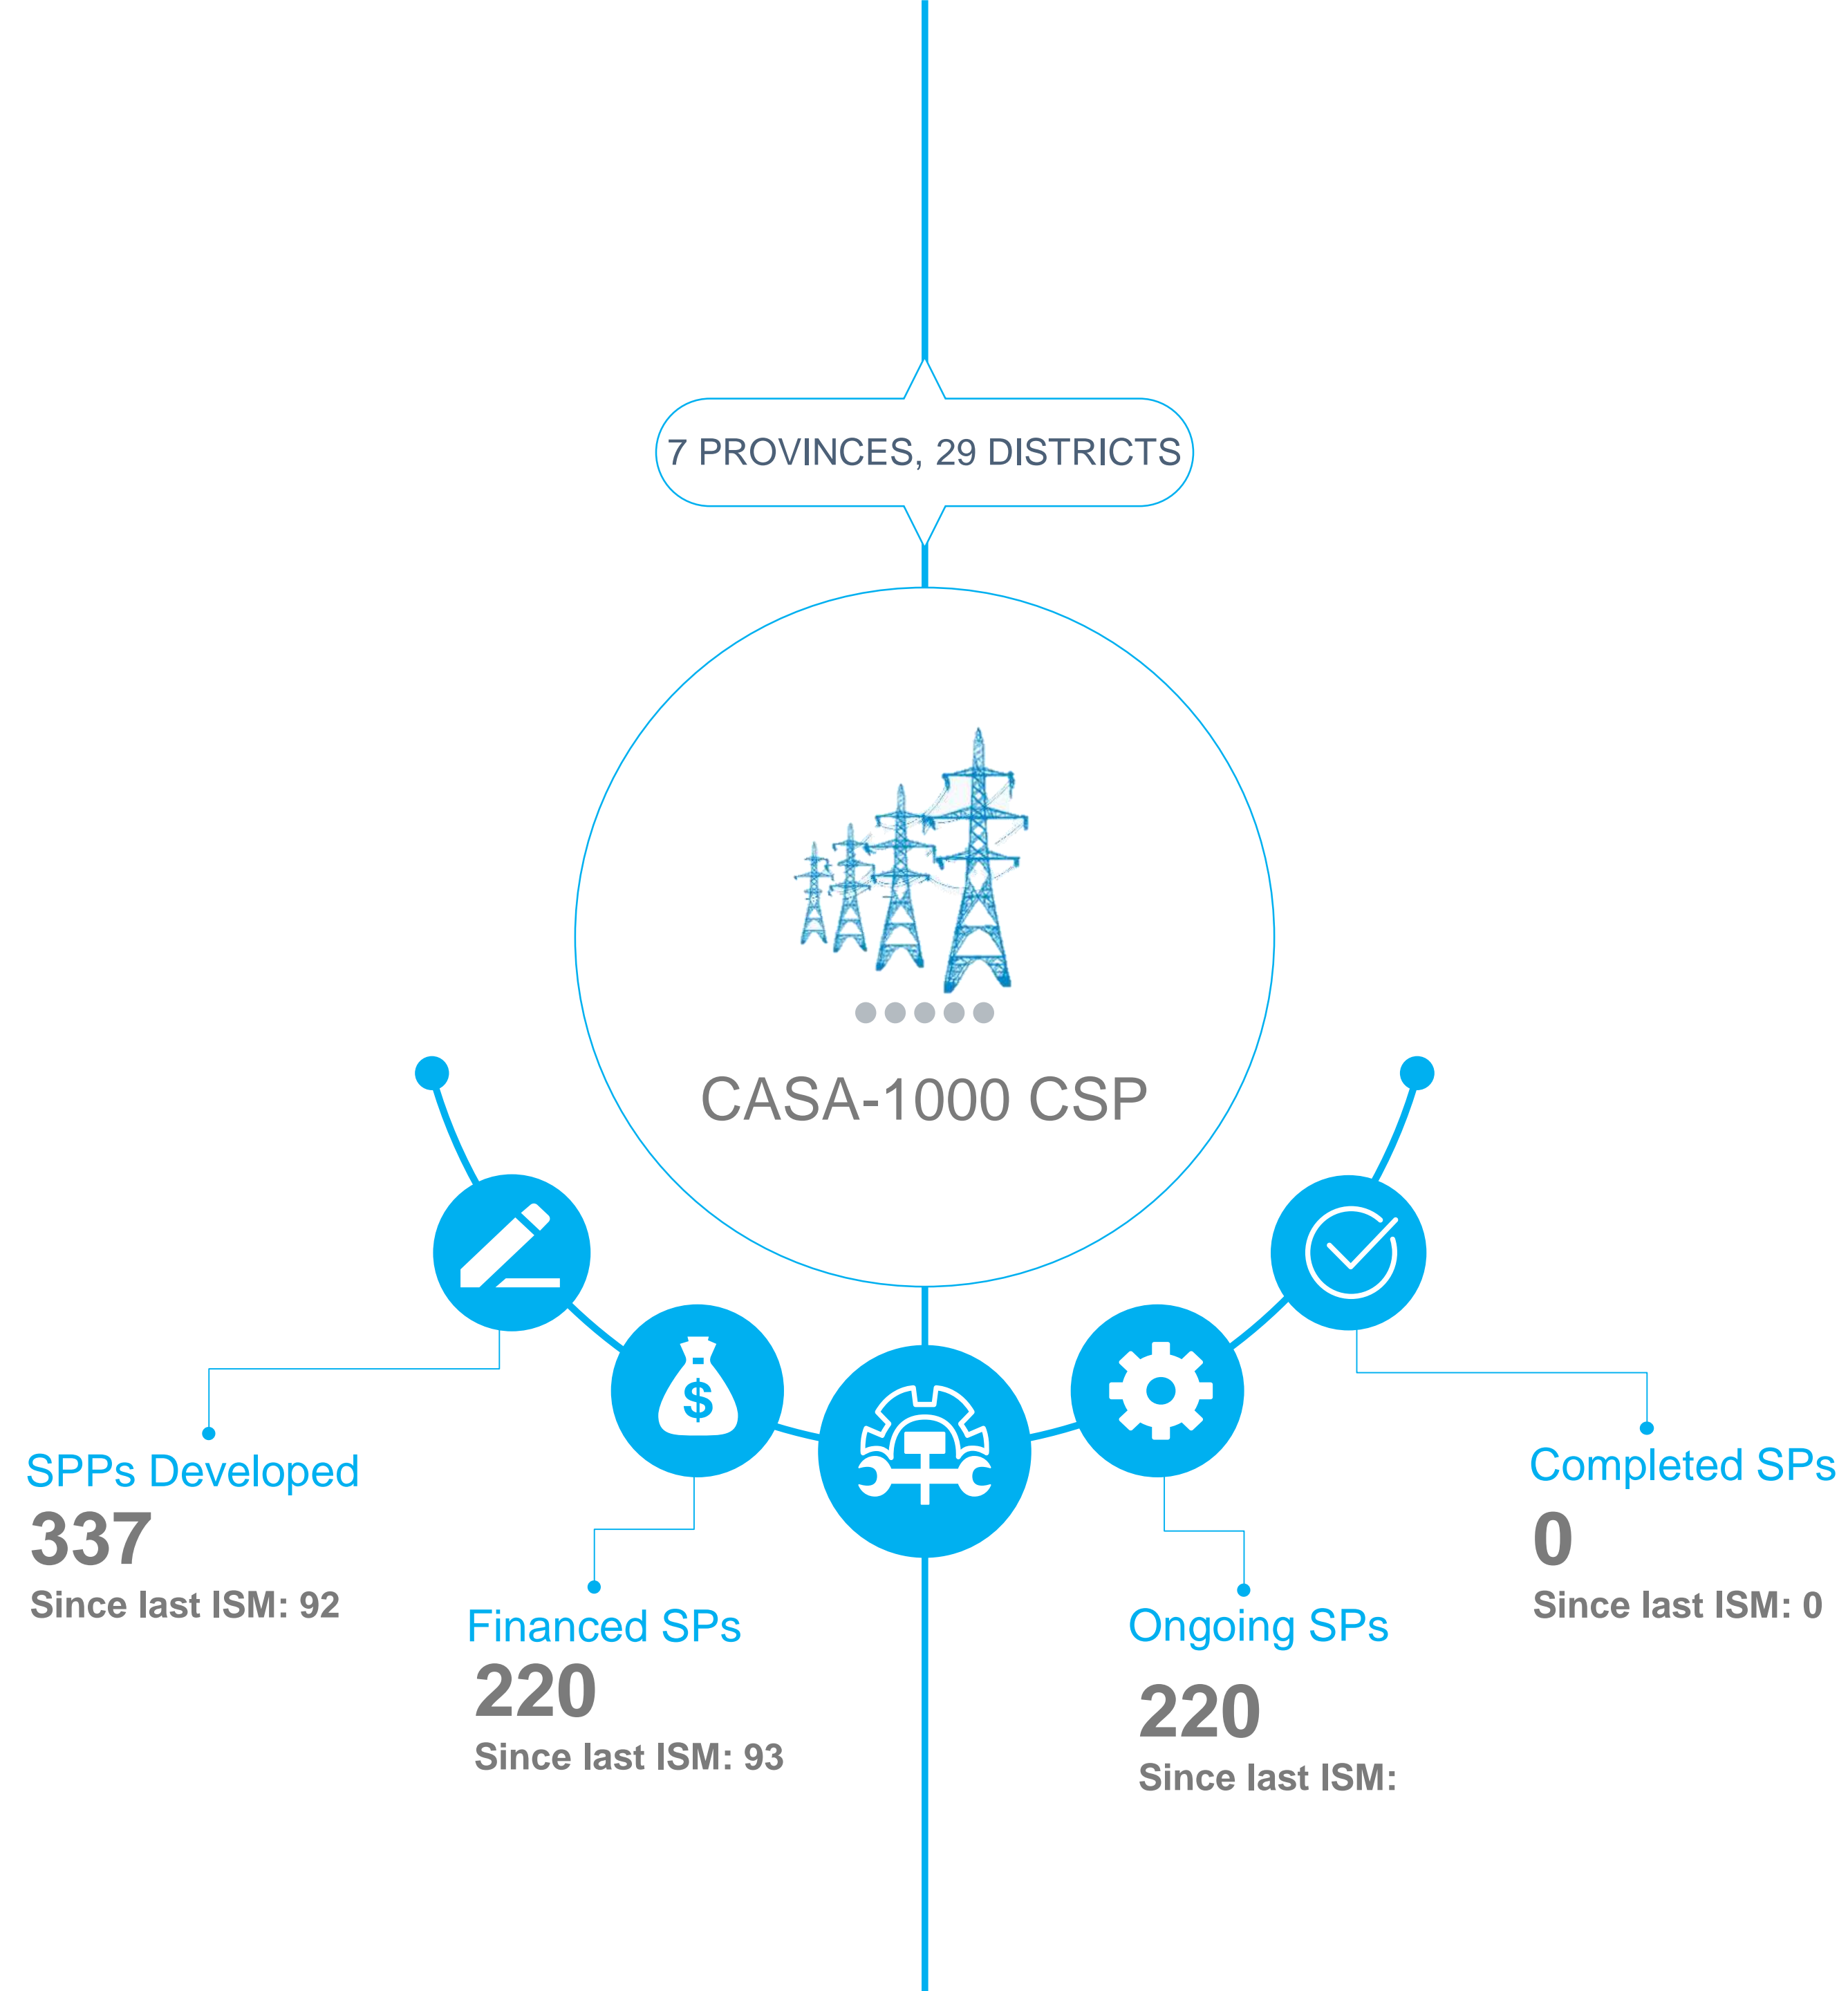 7 PROVINCES, 29 DISTRICTS
CASA-1000 CSP
SPPs Developed
337
Since last ISM: 92
$
Financed SPs
220
Since last ISM: 93
Ongoing SPs
220
Since last ISM:
Completed SPs
0
Since last ISM: 0